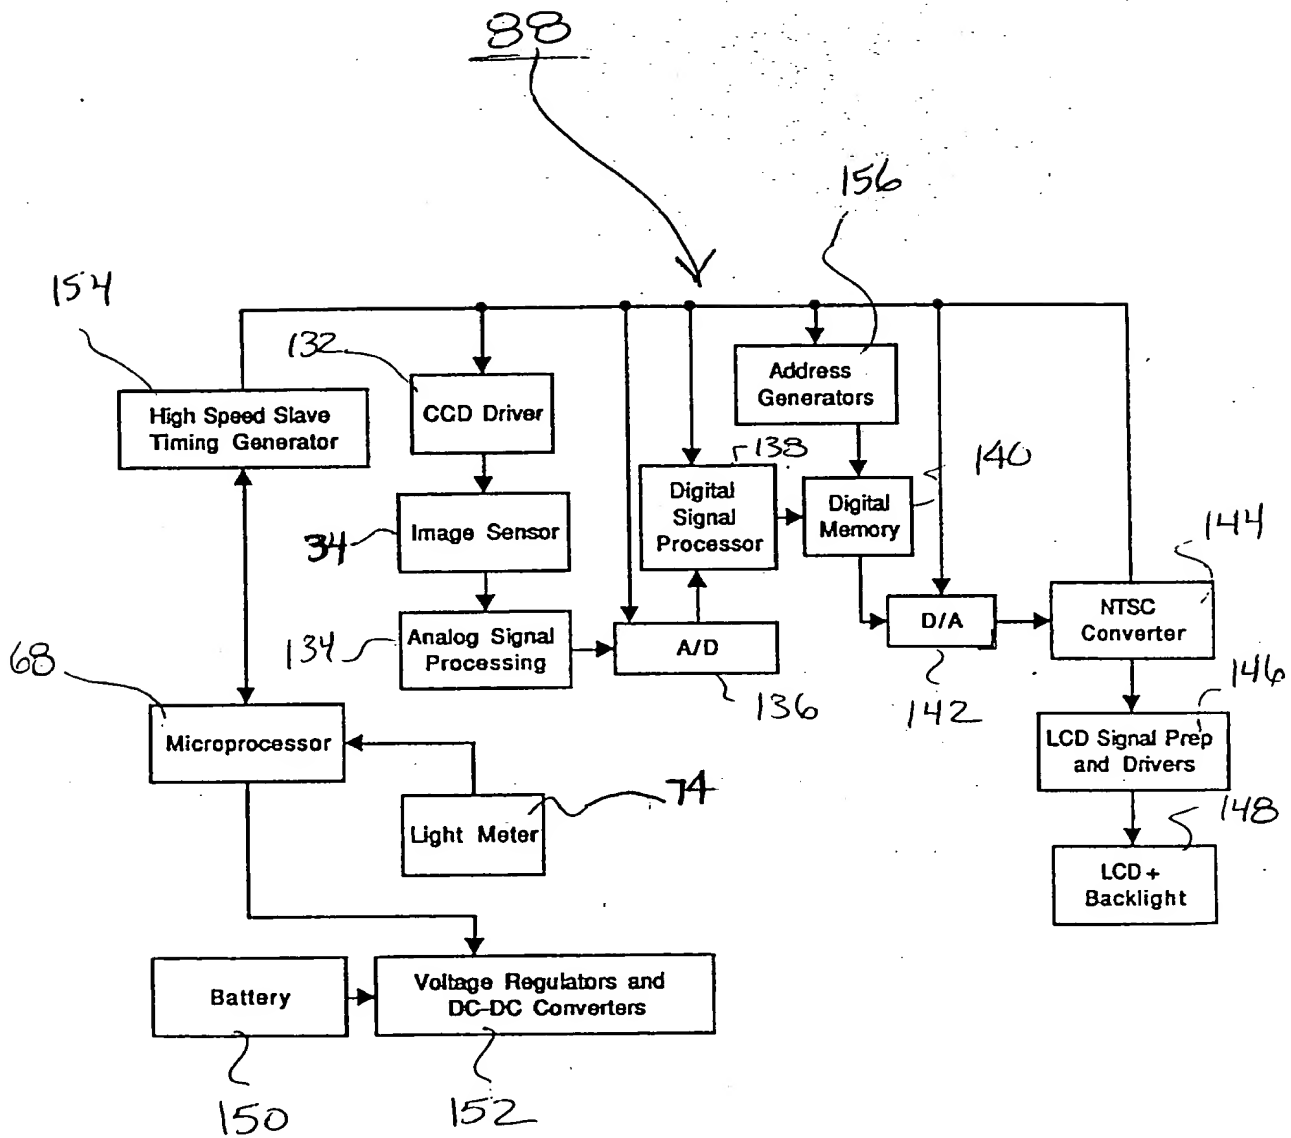 88
156
154
132
High Speed Slave
Timing Generator
CCD Driver
Address
Generators
138
140
34
Image Sensor
Digital
Signal
Processor
Digital
Memory
144
134
Analog Signal
Processing
A/D
136
D/A
142
NTSC
Converter
68
Microprocessor
146
LCD Signal Prep
and Drivers
74
Light Meter
148
LCD +
Backlight
Battery
150
Voltage Regulators and
DC-DC Converters
152